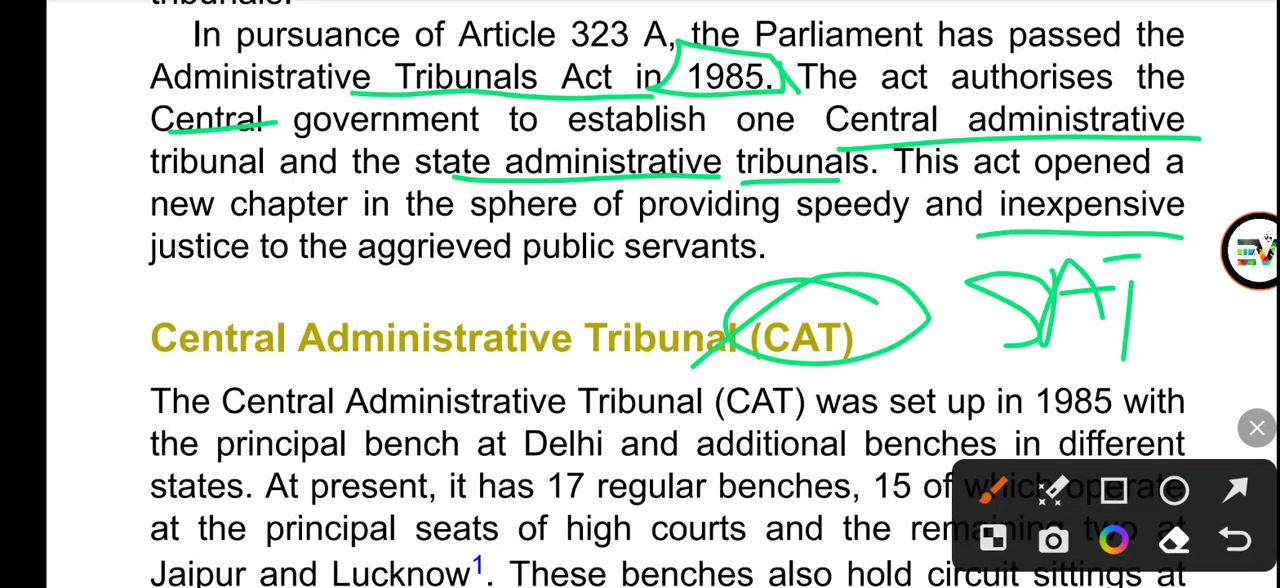 tribunals.
In pursuance of Article 323 A, the Parliament has passed the
Administrative Tribunals Act in 1985. The act authorises the
Central government to establish one Central administrative
tribunal and the state administrative tribunals. This act opened a
new chapter in the sphere of providing speedy and inexpensive
justice to the aggrieved public servants.
SAT
Central Administrative Tribunal (CAT)
The Central Administrative Tribunal (CAT) was set up in 1985 with
the principal bench at Delhi and additional benches in different
states. At present, it has 17 regular benches, 15 of which operate
at the principal seats of high courts and the remaining two at
Jaipur and Lucknow1. These benches also hold circuit sittings at